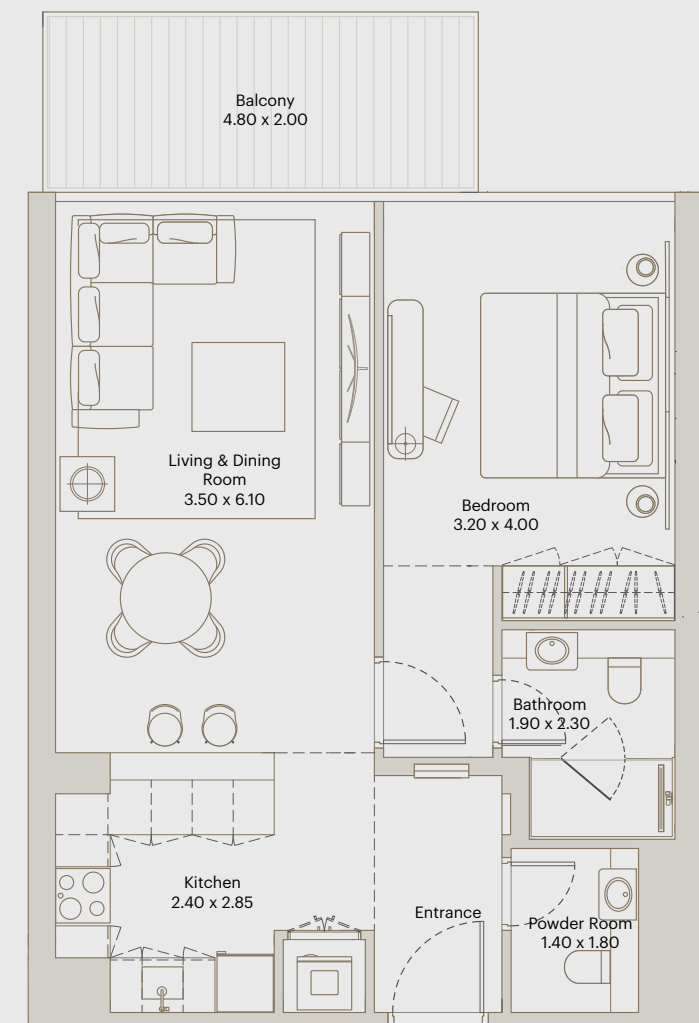 Balcony
4.80 x 2.00
Living & Dining
Room
3.50 x 6.10
Bedroom
3.20 x 4.00
Bathroom
1.90 x 2.30
Kitchen
2.40 x 2.85
Entrance
Powder Room
1.40 x 1.80